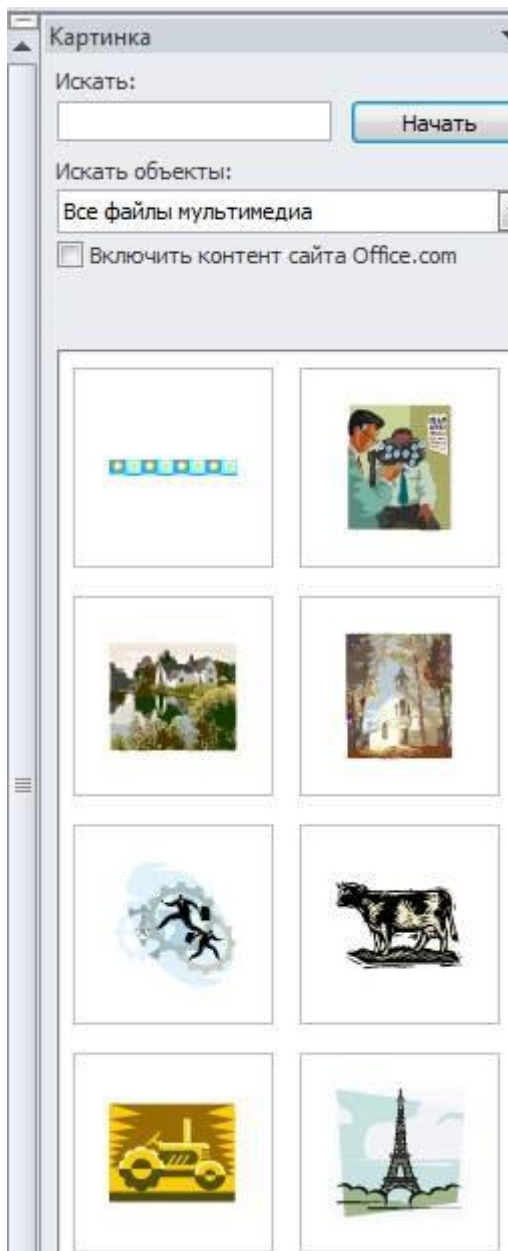 Картинка
Искать:
Начать
Искать объекты:
Все файлы мультимедиа
Включить контент сайта Office.com